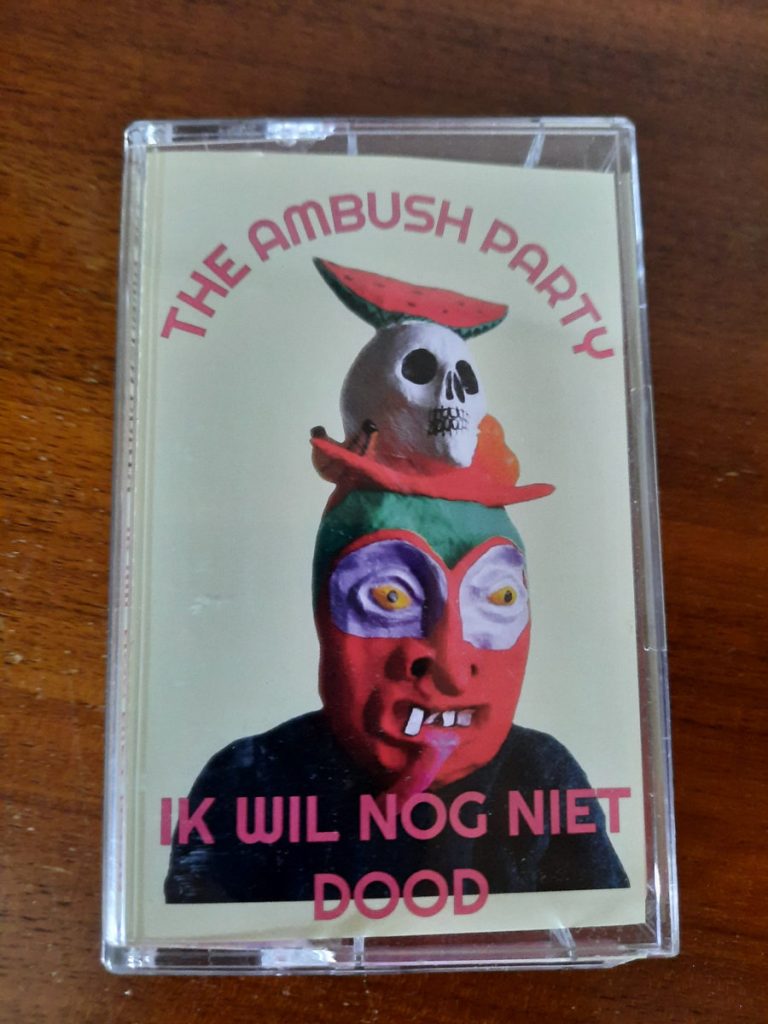 THE AMBUSH PARTY
IK WIL NOG NIET
DOOD